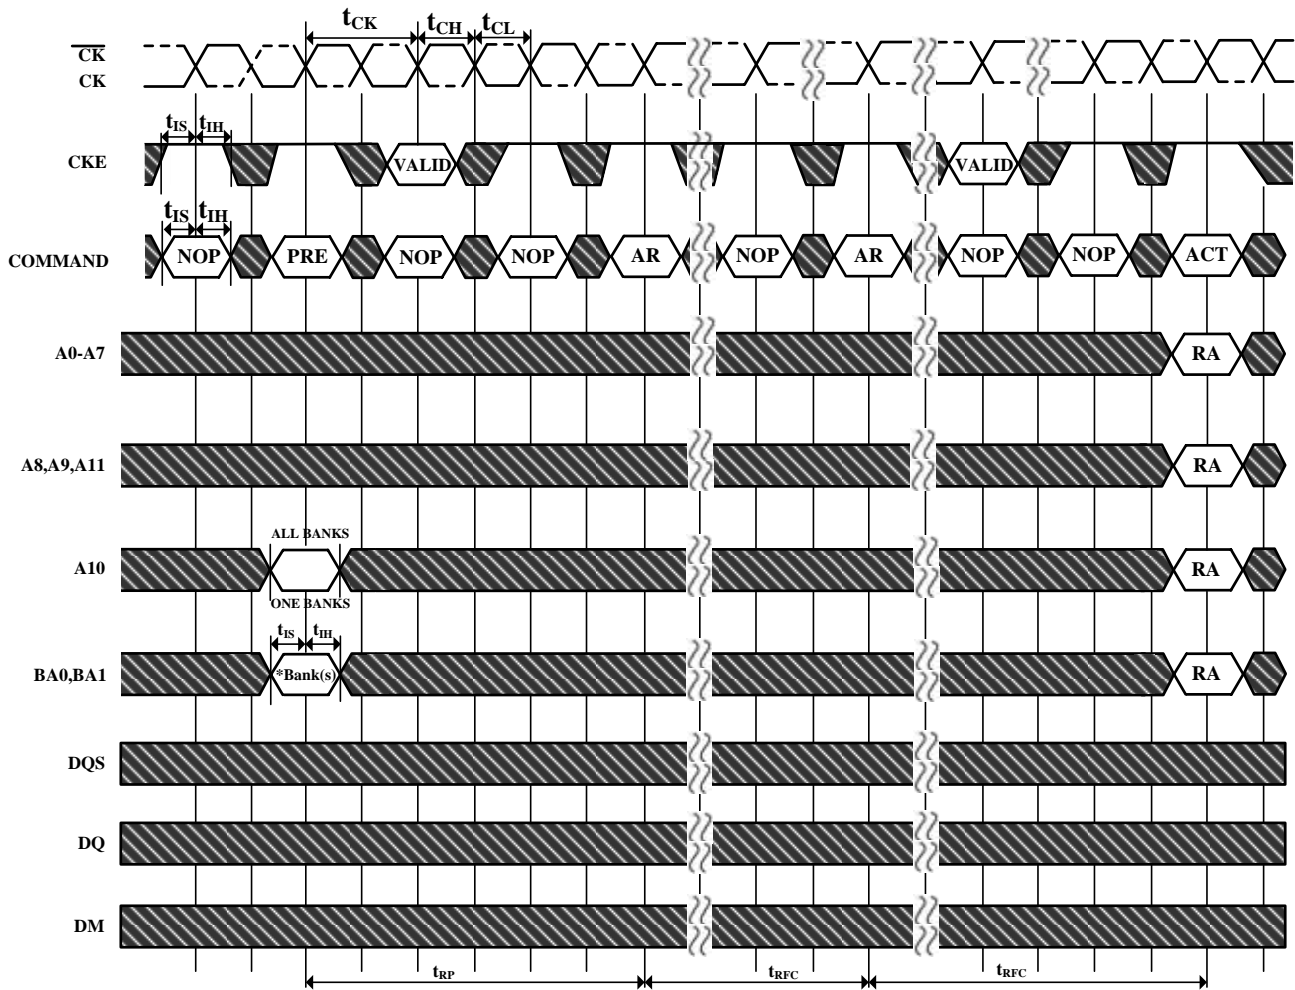 tCK tCH tCL
CK
CK
tIS tIH
CKE VALID VALID
tIS tIH
COMMAND NOP PRE NOP NOP AR NOP AR NOP NOP ACT
A0-A7 RA
A8,A9,A11 RA
ALL BANKS
A10 RA
ONE BANKS
tIS tIH
BA0,BA1 *Bank(s) RA
DQS
DQ
DM
tRP tRFC tRFC